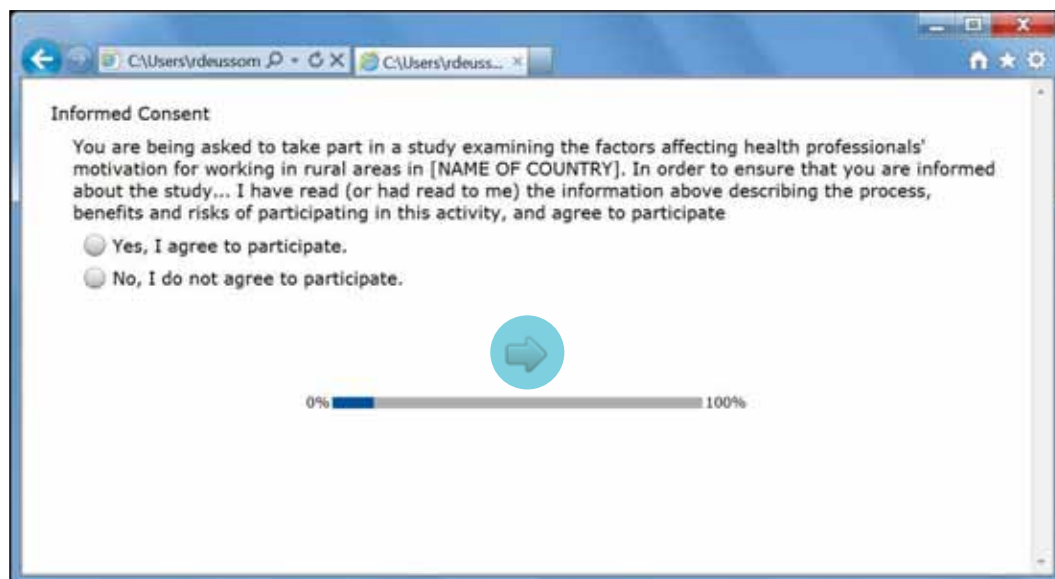 C:\Users\rdeussom
C:\Users\rdeuss...
Informed Consent
You are being asked to take part in a study examining the factors affecting health professionals'
motivation for working in rural areas in [NAME OF COUNTRY]. In order to ensure that you are informed
about the study... I have read (or had read to me) the information above describing the process,
benefits and risks of participating in this activity, and agree to participate
Yes, I agree to participate.
No, I do not agree to participate.
0% 100%